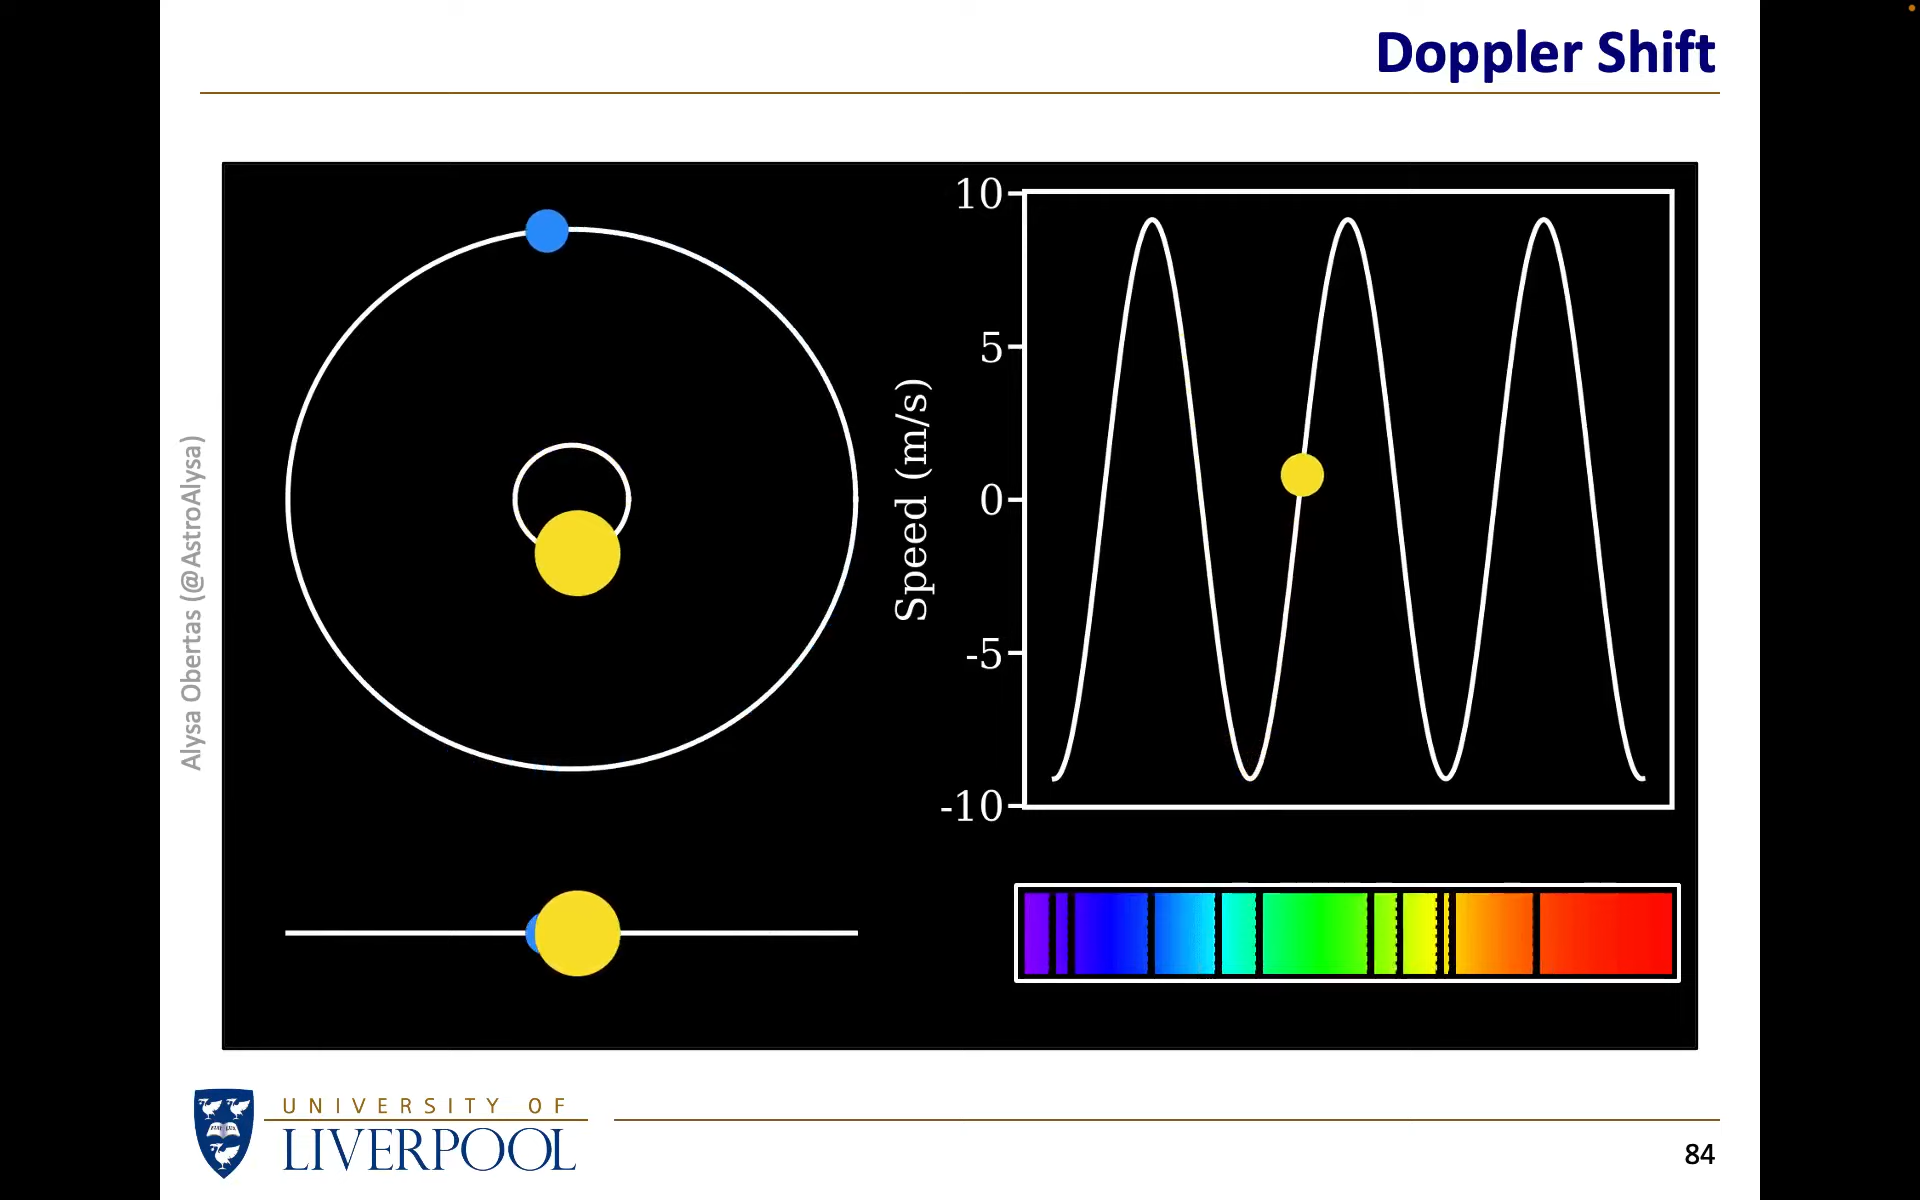 Doppler Shift
Alysa Obertas (@AstroAlysa)
Speed (m/s)
10
5
0
-5
-10
UNIVERSITY OF
LIVERPOOL
84